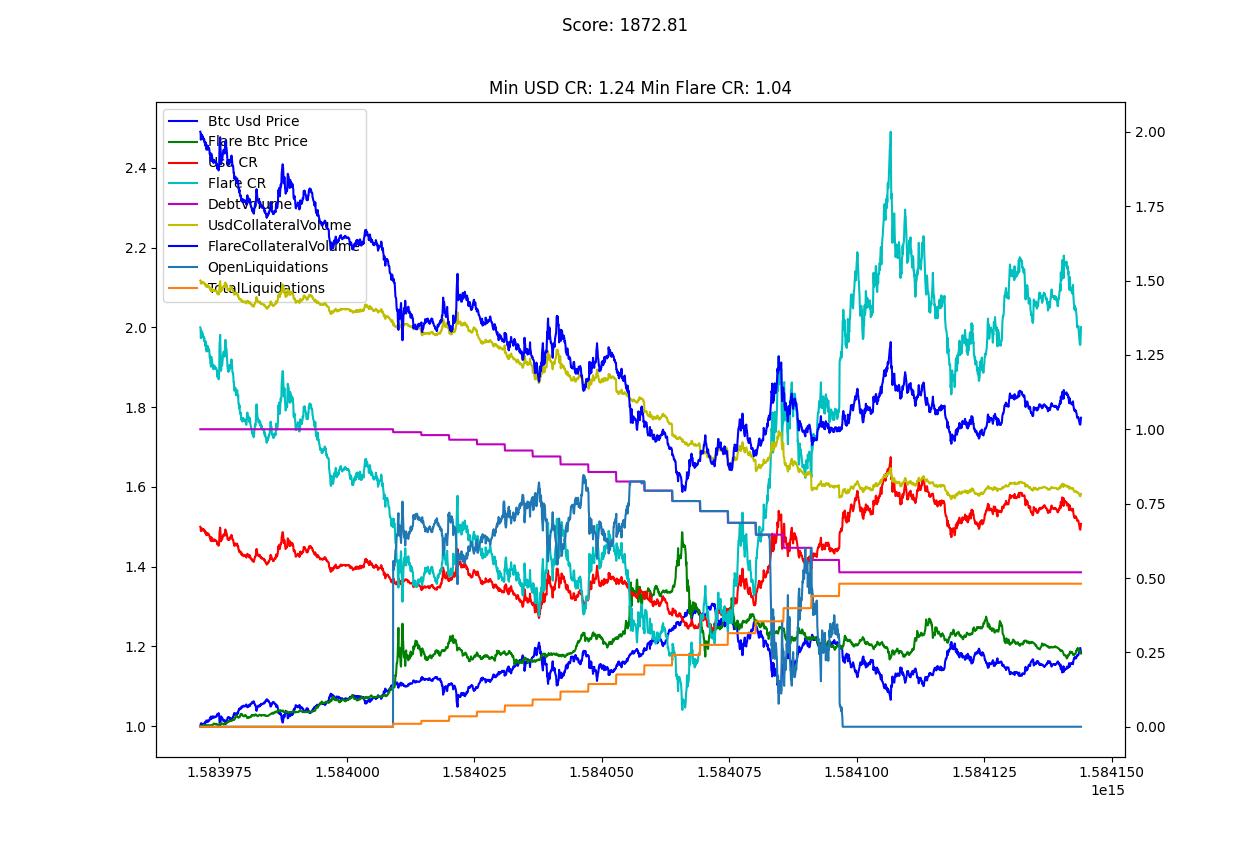 Score: 1872.81
Min USD CR: 1.24 Min Flare CR: 1.04
Btc Usd Price
Flare Btc Price
Usd CR
Flare CR
DebtVolume
UsdCollateralVolume
FlareCollateralVolume
OpenLiquidations
TotalLiquidations
2.4
2.2
2.0
1.8
1.6
1.4
1.2
1.0
2.00
1.75
1.50
1.25
1.00
0.75
0.50
0.25
0.00
1.583975 1.584000 1.584025 1.584050 1.584075 1.584100 1.584125 1.584150
1e15